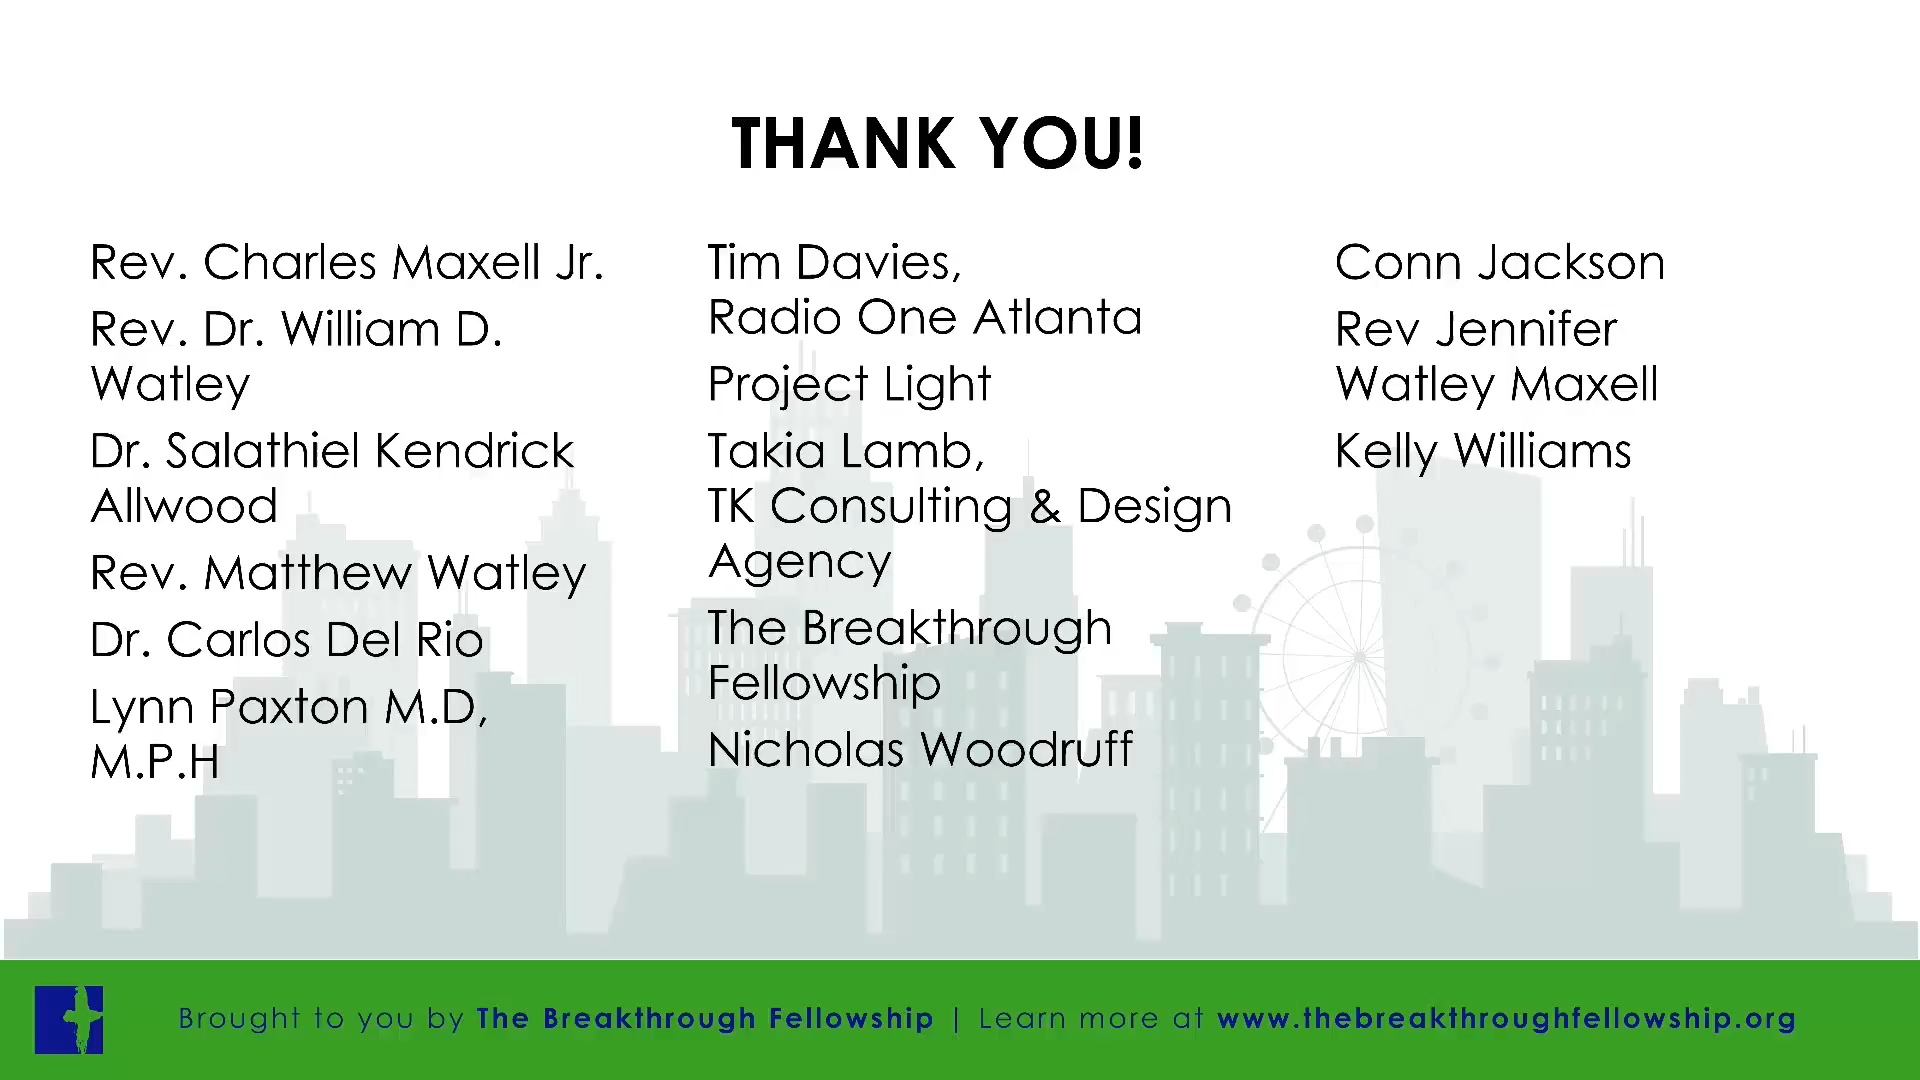 THANK YOU!
Rev. Charles Maxell Jr.
Rev. Dr. William D.
Watley
Dr. Salathiel Kendrick
Allwood
Rev. Matthew Watley
Dr. Carlos Del Rio
Lynn Paxton M.D,
M.P.H
Tim Davies,
Radio One Atlanta
Project Light
Takia Lamb,
TK Consulting & Design
Agency
The Breakthrough
Fellowship
Nicholas Woodruff
Conn Jackson
Rev Jennifer
Watley Maxell
Kelly Williams
Brought to you by The Breakthrough Fellowship | Learn more at www.thebreakthroughfellowship.org